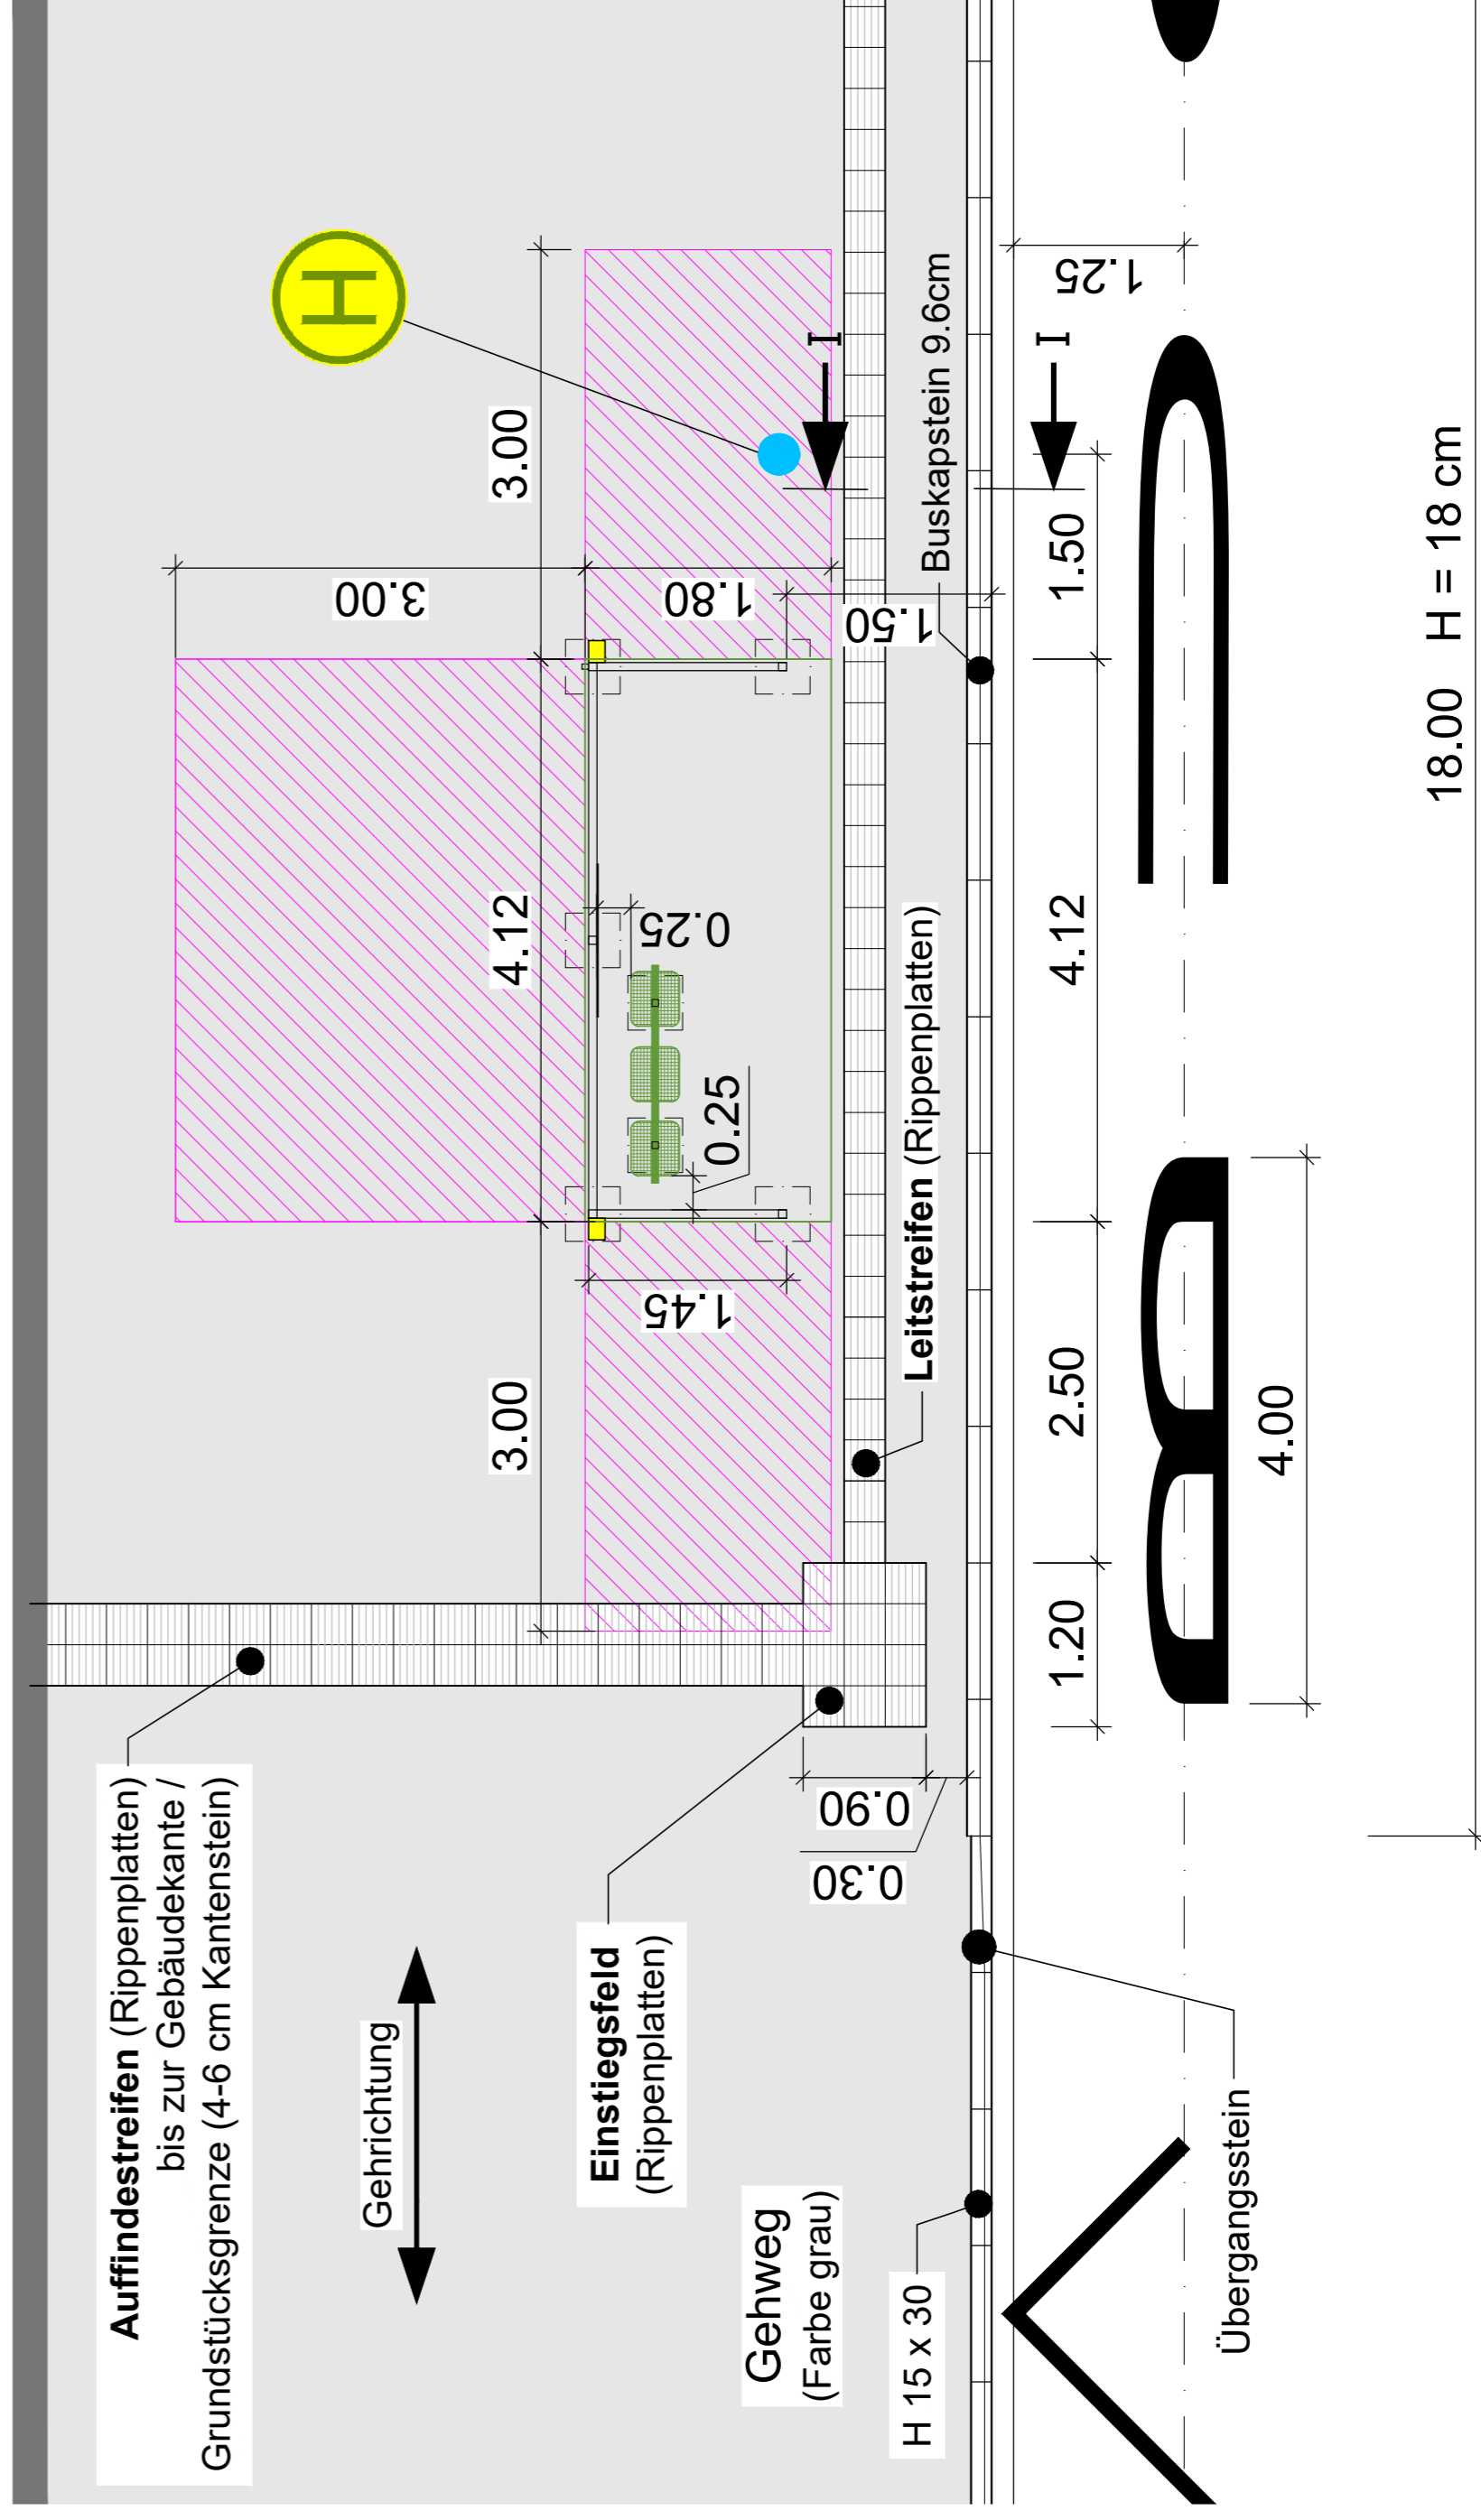 Auffindestreifen (Rippenplatten)
bis zur Gebäudekante /
Grundstücksgrenze (4-6 cm Kantenstein)
Gehrichtung
Einstiegsfeld
(Rippenplatten)
Gehweg
(Farbe grau)
H 15 x 30
Übergangsstein
H
3.00
4.12
3.00
3.00
1.80
1.50
0.25
0.25
1.45
Leitstreifen (Rippenplatten)
Buskapstein 9.6cm
I
I
0.90
0.30
1.20
2.50
4.12
1.50
1.25
4.00
18.00 H = 18 cm
B